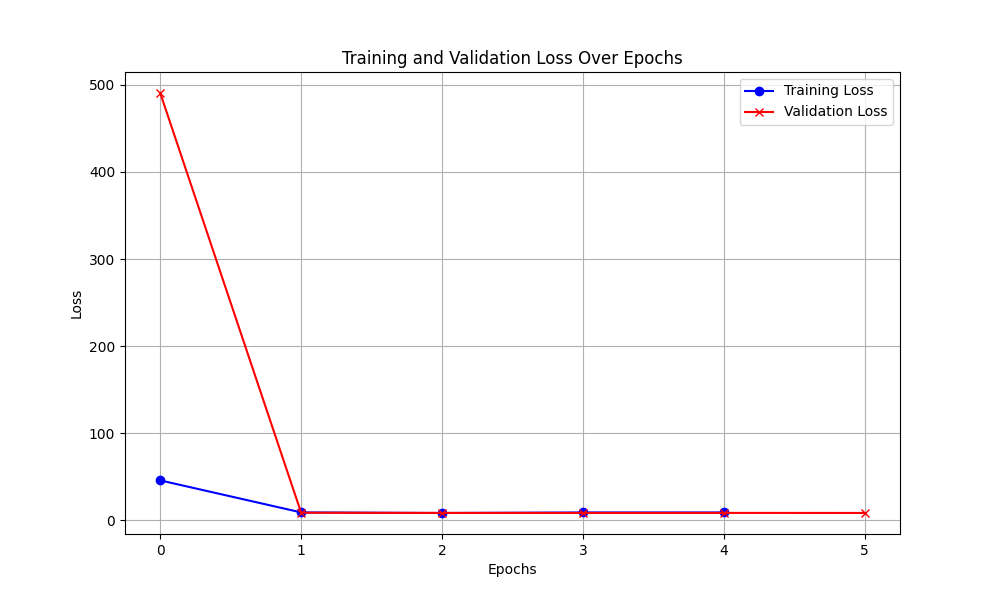 Training and Validation Loss Over Epochs
Training Loss
Validation Loss
500
400
300
200
100
0
Loss
0 1 2 3 4 5
Epochs